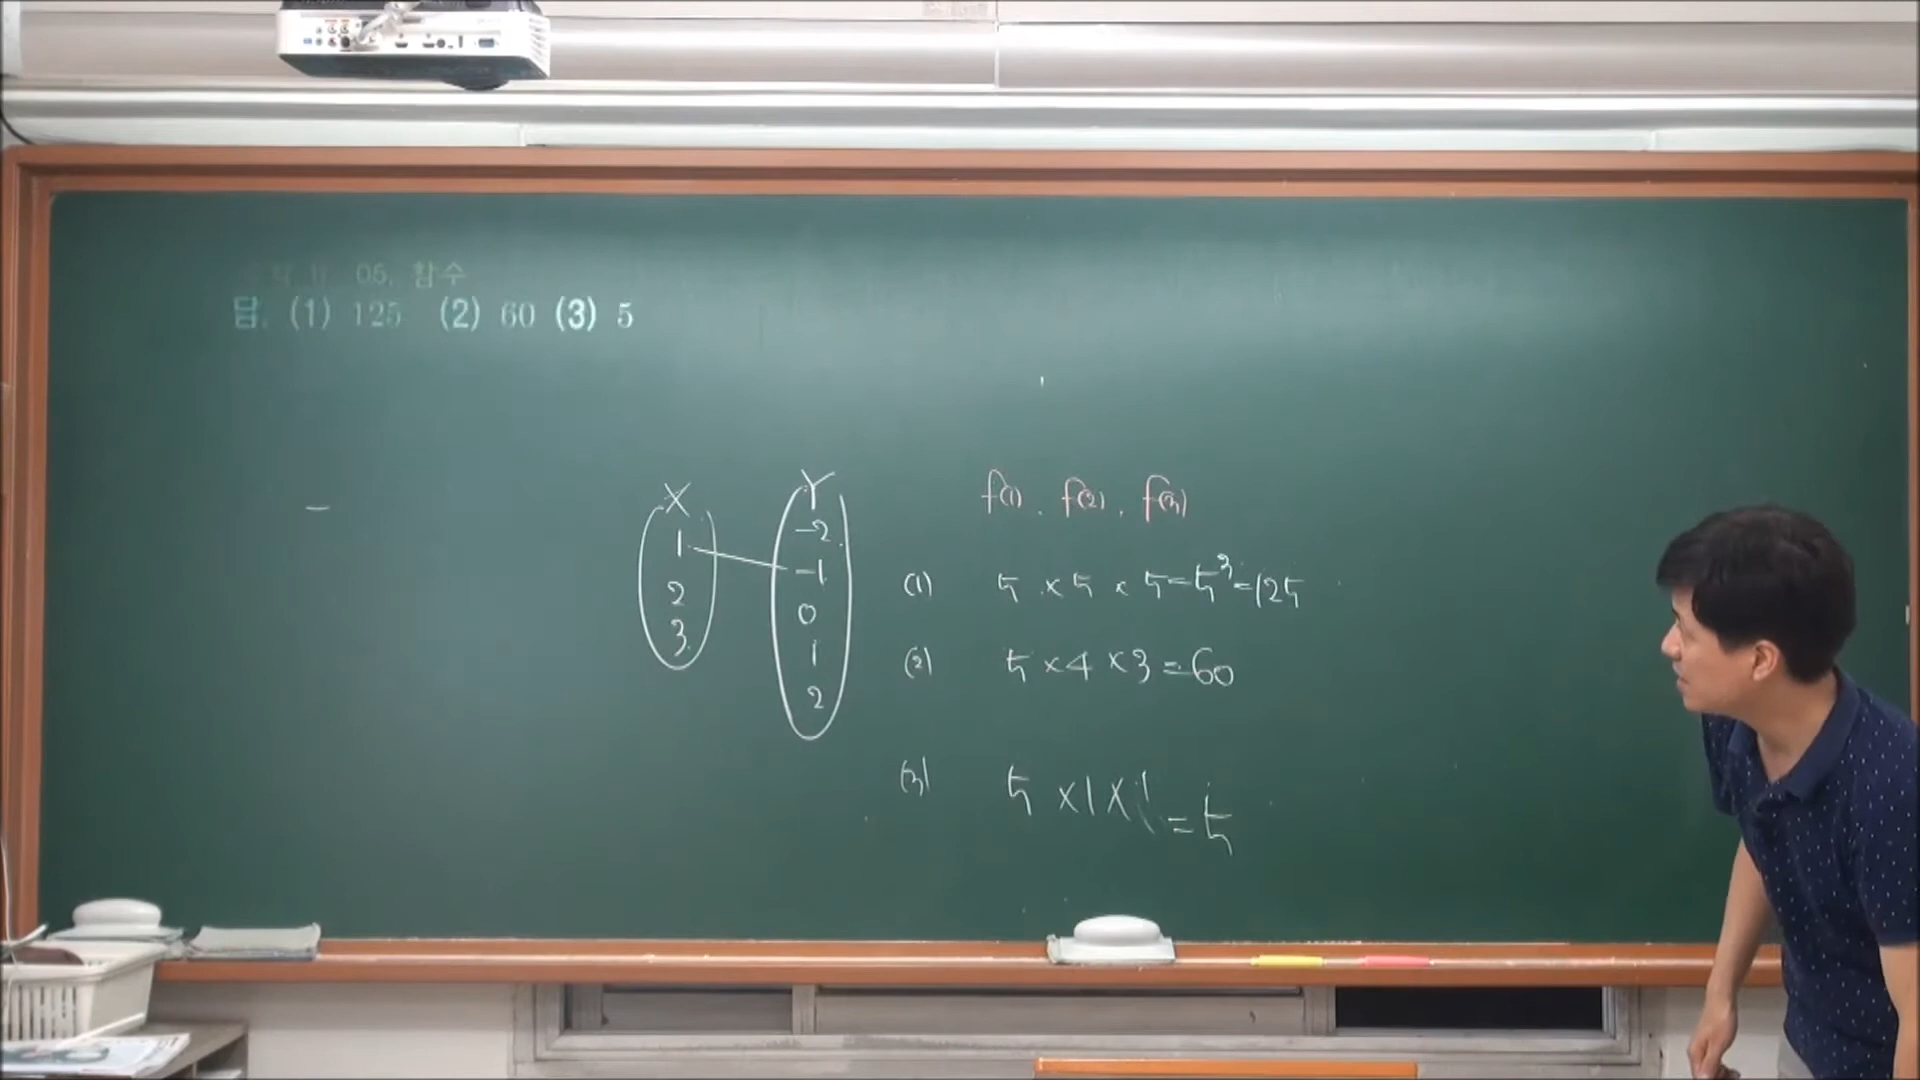 05. 함수
답. (1) 125 (2) 60 (3) 5
X Y
1 -2
2 -1
3 0
1
2
f(1) . f(2) . f(3)
(1) 5 × 5 × 5 = 5³ = 125
(2) 5 × 4 × 3 = 60
(3) 5 × 1 × 1 = 5